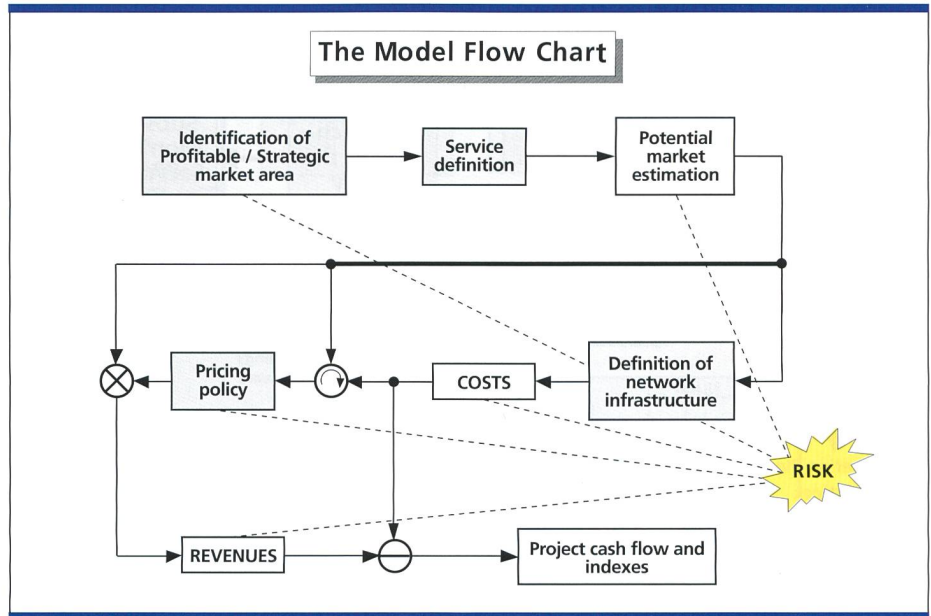 The Model Flow Chart
Identification of
Profitable / Strategic
market area
Service
definition
Potential
market
estimation
Pricing
policy
COSTS
Definition of
network
infrastructure
RISK
REVENUES
Project cash flow and
indexes